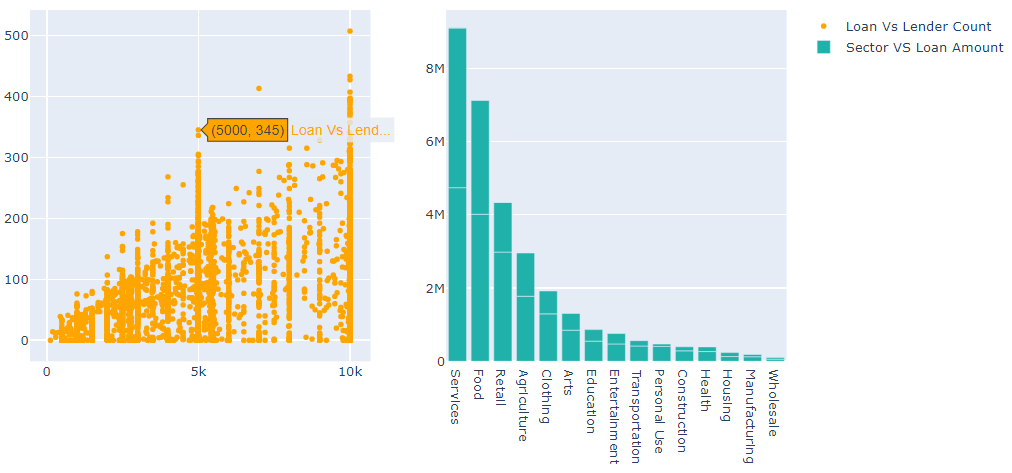 500
400
300
200
100
0
0
5k
10k
(5000, 345)
Loan Vs Lend...
8M
6M
4M
2M
0
Services
Food
Retail
Agriculture
Clothing
Arts
Education
Entertainment
Transportation
Personal Use
Construction
Health
Housing
Manufacturing
Wholesale
Loan Vs Lender Count
Sector VS Loan Amount